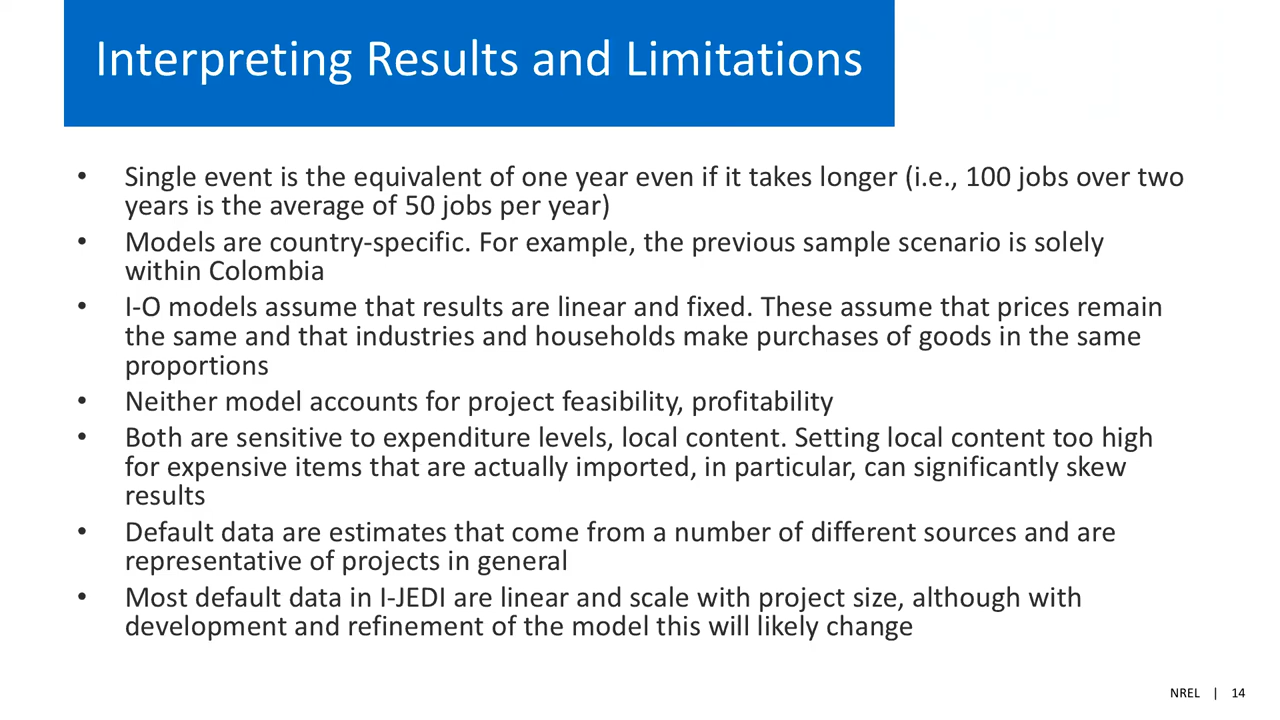 Interpreting Results and Limitations
• Single event is the equivalent of one year even if it takes longer (i.e., 100 jobs over two
years is the average of 50 jobs per year)
• Models are country-specific. For example, the previous sample scenario is solely
within Colombia
• I-O models assume that results are linear and fixed. These assume that prices remain
the same and that industries and households make purchases of goods in the same
proportions
• Neither model accounts for project feasibility, profitability
• Both are sensitive to expenditure levels, local content. Setting local content too high
for expensive items that are actually imported, in particular, can significantly skew
results
• Default data are estimates that come from a number of different sources and are
representative of projects in general
• Most default data in I-JEDI are linear and scale with project size, although with
development and refinement of the model this will likely change
NREL | 14